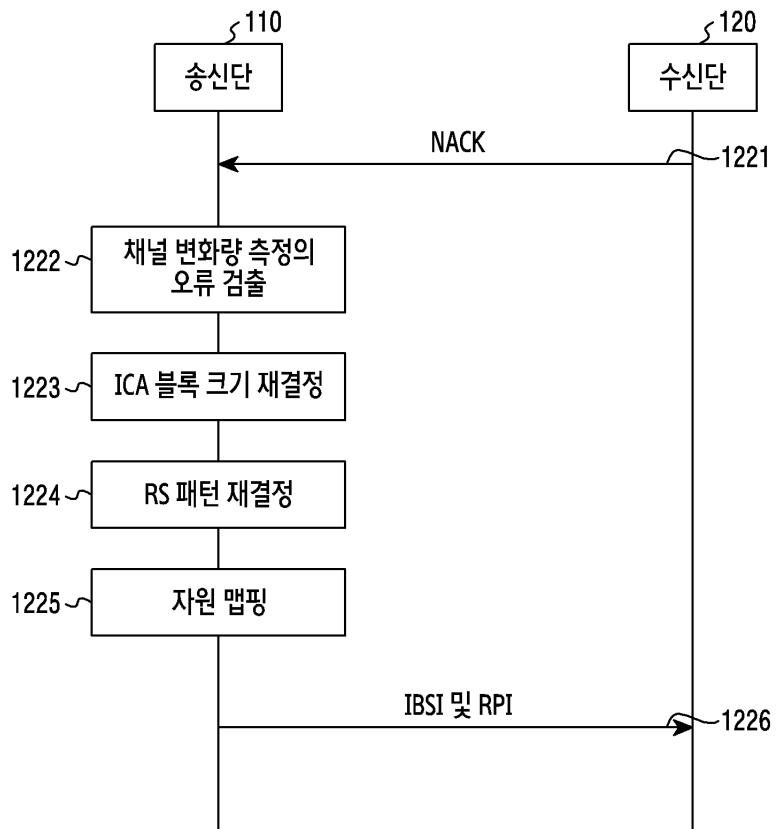 110
120
송신단
수신단
NACK
1221
1222
채널 변화량 측정의
오류 검출
1223
ICA 블록 크기 재결정
1224
RS 패턴 재결정
1225
자원 맵핑
IBSI 및 RPI
1226